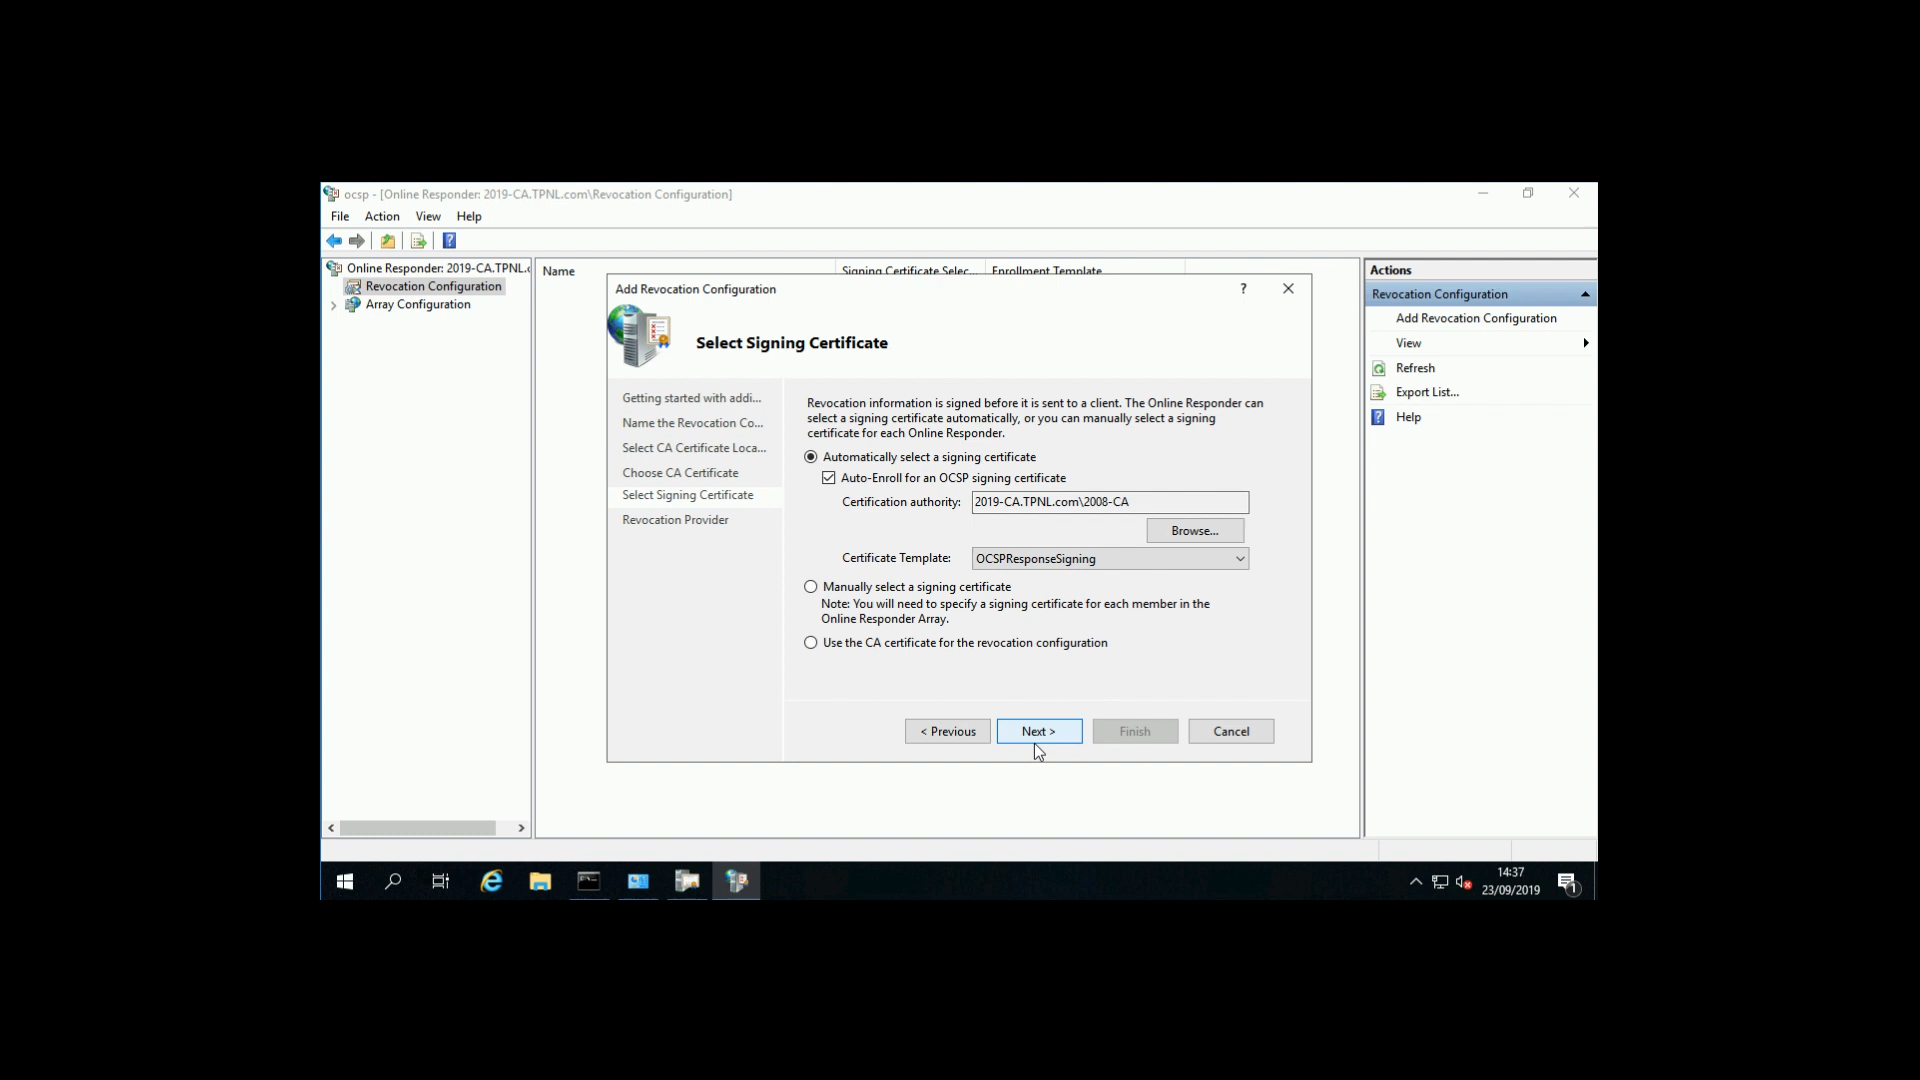 ocsp - [Online Responder: 2019-CA.TPNL.com\Revocation Configuration]
File Action View Help
Online Responder: 2019-CA.TPNL.c
Revocation Configuration
Array Configuration
Name
Signing Certificate Selec...
Enrollment Template
Add Revocation Configuration
?
Select Signing Certificate
Getting started with addi...
Name the Revocation Co...
Select CA Certificate Loca...
Choose CA Certificate
Select Signing Certificate
Revocation Provider
Revocation information is signed before it is sent to a client. The Online Responder can
select a signing certificate automatically, or you can manually select a signing
certificate for each Online Responder.
Automatically select a signing certificate
Auto-Enroll for an OCSP signing certificate
Certification authority: 2019-CA.TPNL.com\2008-CA
Browse...
Certificate Template: OCSPResponseSigning
Manually select a signing certificate
Note: You will need to specify a signing certificate for each member in the
Online Responder Array.
Use the CA certificate for the revocation configuration
< Previous Next > Finish Cancel
Actions
Revocation Configuration
Add Revocation Configuration
View
Refresh
Export List...
Help
14:37
23/09/2019
1